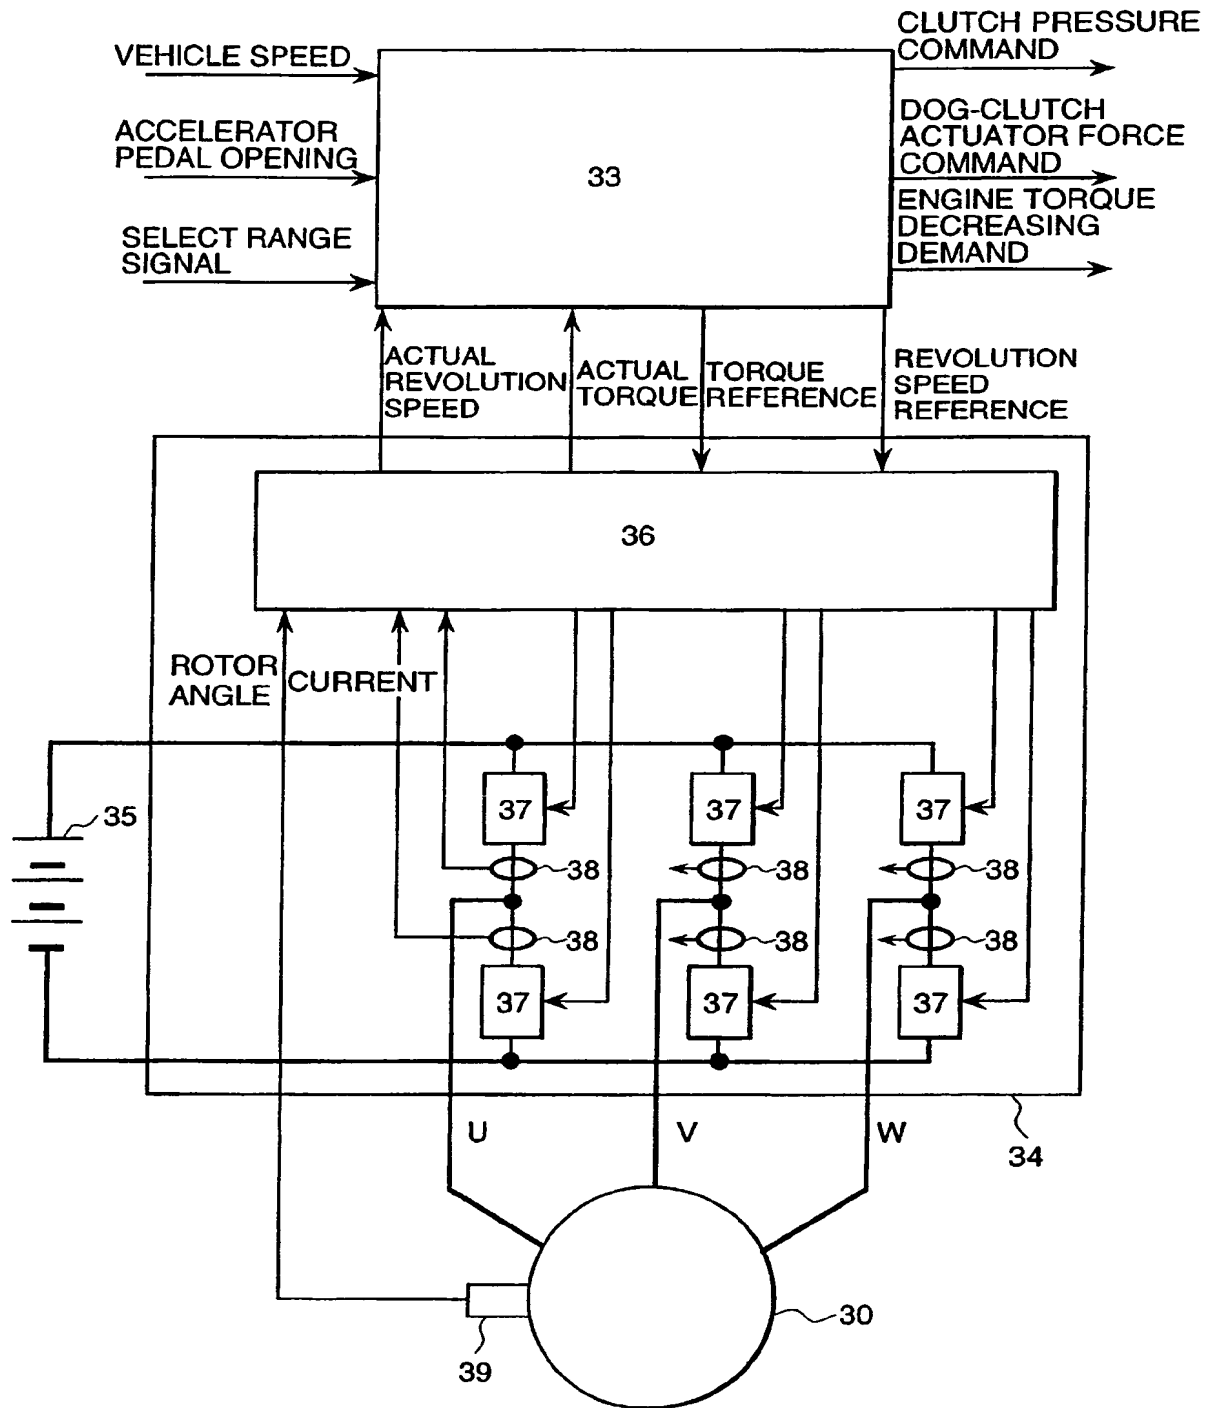 CLUTCH PRESSURE
COMMAND
VEHICLE SPEED
DOG-CLUTCH
ACTUATOR FORCE
COMMAND
ACCELERATOR
PEDAL OPENING
33
ENGINE TORQUE
DECREASING
DEMAND
SELECT RANGE
SIGNAL
ACTUAL
REVOLUTION
SPEED
ACTUAL
TORQUE
TORQUE
REFERENCE
REVOLUTION
SPEED
REFERENCE
36
ROTOR
ANGLE
CURRENT
35
37
37
37
38
38
38
38
38
38
37
37
37
U
V
W
34
30
39